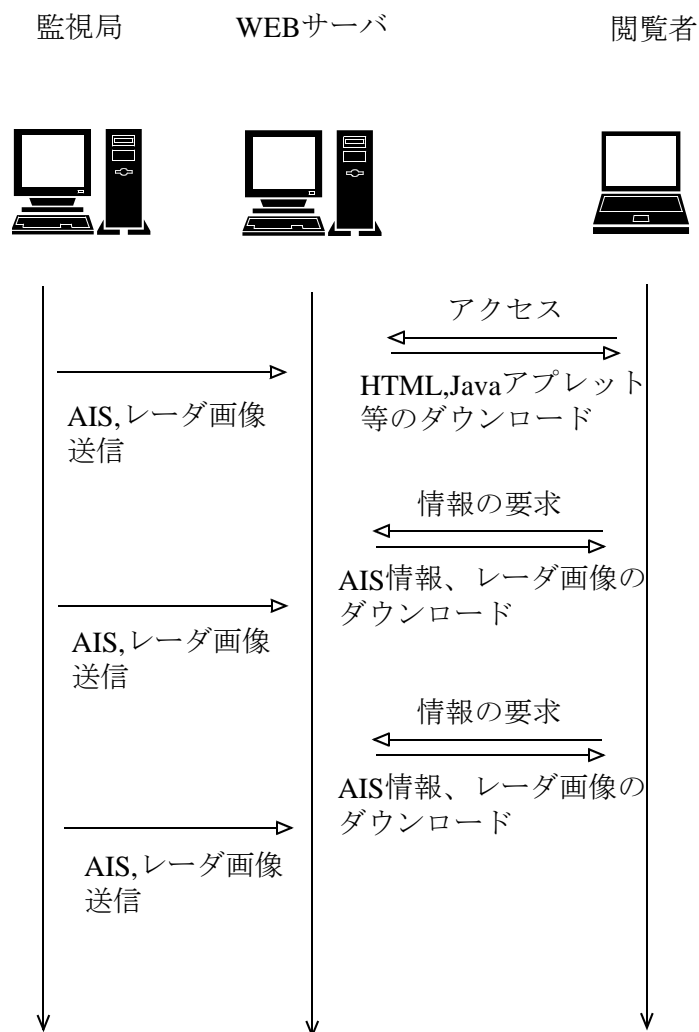 監視局
WEBサーバ
閲覧者
アクセス
HTML,Javaアプレット
等のダウンロード
AIS,レーダ画像
送信
情報の要求
AIS情報、レーダ画像の
ダウンロード
AIS,レーダ画像
送信
情報の要求
AIS情報、レーダ画像の
ダウンロード
AIS,レーダ画像
送信